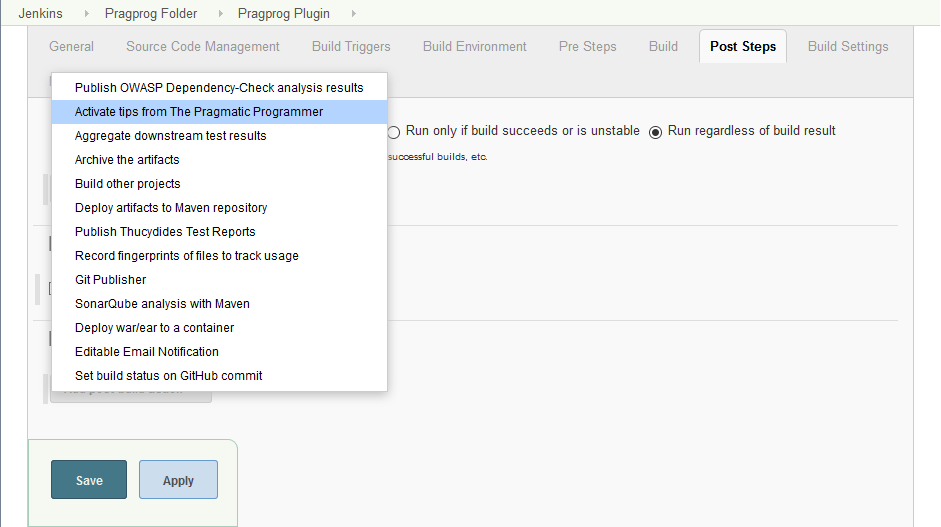 Jenkins Pragprog Folder Pragprog Plugin
General Source Code Management Build Triggers Build Environment Pre Steps Build Post Steps Build Settings
Publish OWASP Dependency-Check analysis results
Activate tips from The Pragmatic Programmer
Aggregate downstream test results
Run only if build succeeds or is unstable Run regardless of build result
Archive the artifacts
successful builds, etc.
Build other projects
Deploy artifacts to Maven repository
Publish Thucydides Test Reports
Record fingerprints of files to track usage
Git Publisher
SonarQube analysis with Maven
Deploy war/ear to a container
Editable Email Notification
Set build status on GitHub commit
Save Apply